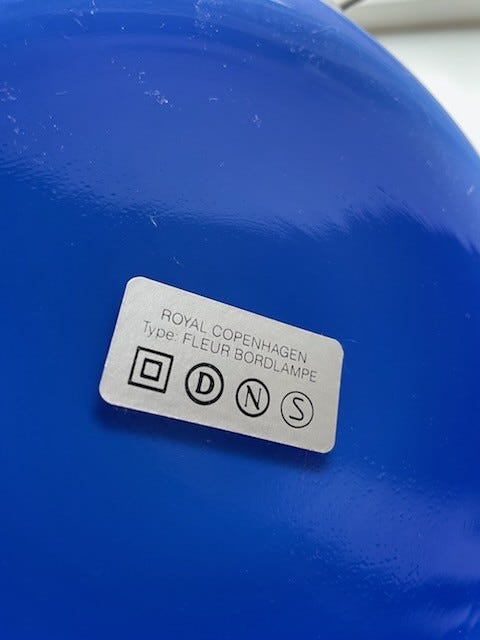 ROYAL COPENHAGEN
Type: FLEUR BORDLAMPE
D N S